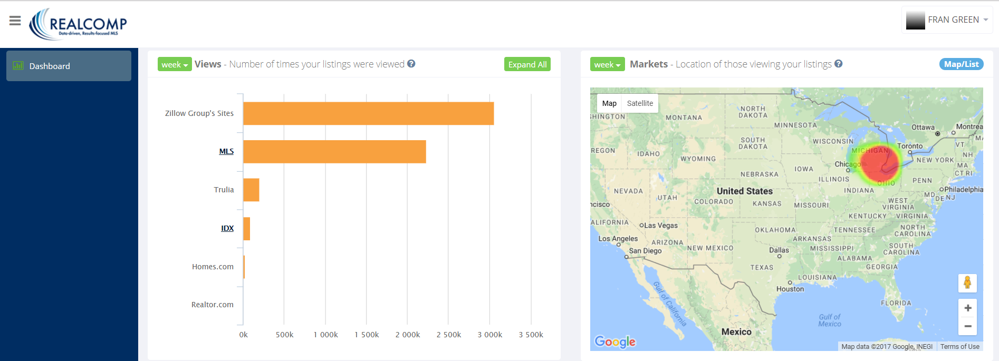 REALCOMP
Data-driven, Results-focused MLS
FRAN GREEN
Dashboard
week Views - Number of times your listings were viewed ? Expand All
Zillow Group's Sites
MLS
Trulia
IDX
Homes.com
Realtor.com
0k 500k 1 000k 1 500k 2 000k 2 500k 3 000k 3 500k
week Markets - Location of those viewing your listings ? Map/List
Map Satellite
SHINGTON
MONTANA
NORTH
DAKOTA
MINNESOTA
Ottawa
Montrea
SOUTH
DAKOTA
WISCONSIN
MICHIGAN
Toronto
VT
MA
REGON
IDAHO
WYOMING
NEW YORK
NH
MA
CT RI
Chicago
IOWA
NEBRASKA
ILLINOIS
OHIO
PENN
INDIANA
Philadelphia
NEVADA
UTAH
United States
COLORADO
KANSAS
MISSOURI
WEST
VIRGINIA
MD
DE
NJ
ncisco
KENTUCKY
VIRGINIA
ALIFORNIA
Las Vegas
OKLAHOMA
TENNESSEE
NORTH
CAROLINA
Los Angeles
ARIZONA
NEW MEXICO
ARKANSAS
MISSISSIPPI
SOUTH
CAROLINA
San Diego
Dallas
ALABAMA
GEORGIA
TEXAS
LOUISIANA
Houston
FLORIDA
Gulf of California
Gulf of
Mexico
Mexico
Google
Map data ©2017 Google, INEGI Terms of Use